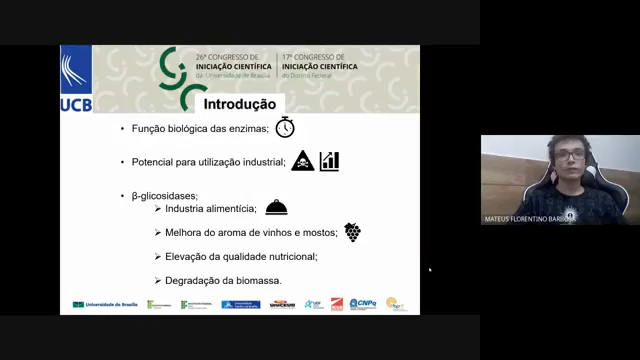 26º CONGRESSO DE
INICIAÇÃO CIENTÍFICA
da Universidade de Brasília
17º CONGRESSO DE
INICIAÇÃO CIENTÍFICA
do Distrito Federal
UCB
Introdução
• Função biológica das enzimas;
• Potencial para utilização industrial;
• β-glicosidases;
➢ Industria alimentícia;
➢ Melhora do aroma de vinhos e mostos;
➢ Elevação da qualidade nutricional;
➢ Degradação da biomassa.
MATEUS FLORENTINO BARBOSA
Universidade de Brasília
UniCEUB
CNPq